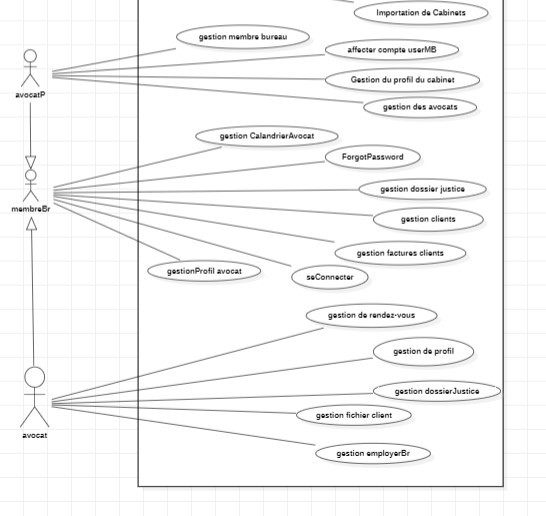 Importation de Cabinets
gestion membre bureau
affecter compte userMB
Gestion du profil du cabinet
avocatP
gestion des avocats
gestion CalandrierAvocat
ForgotPassword
gestion dossier justice
membreBr
gestion clients
gestion factures clients
gestionProfil avocat
seConnecter
gestion de rendez-vous
gestion de profil
gestion dossierJustice
gestion fichier client
avocat
gestion employerBr